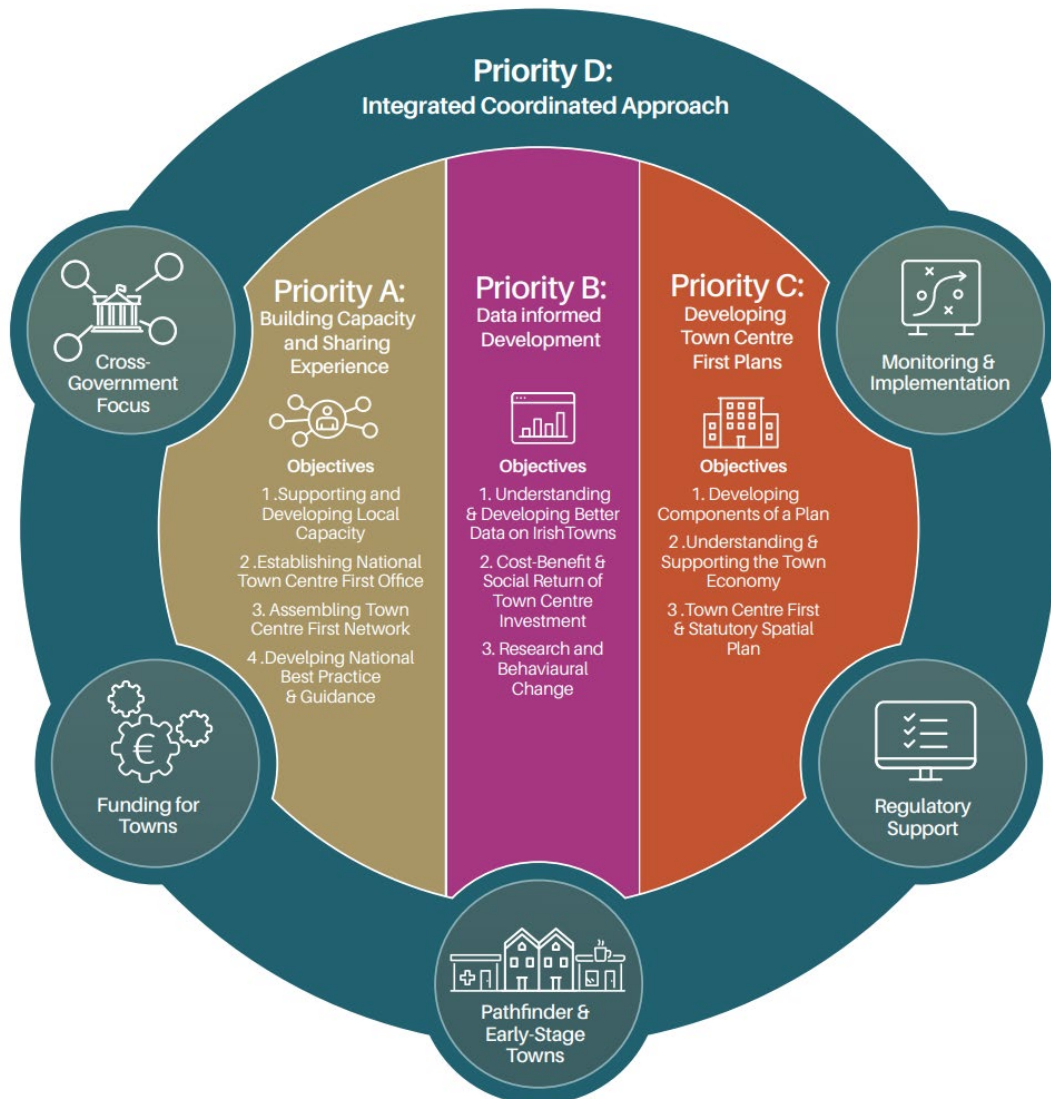 Priority D:
Integrated Coordinated Approach
Cross-
Government
Focus
Priority A:
Building Capacity
and Sharing
Experience
Objectives
1 .Supporting and
Developing Local
Capacity
2 .Establishing National
Town Centre First Office
3. Assembling Town
Centre First Network
4 .Develping National
Best Practice
& Guidance
Priority B:
Data informed
Development
Objectives
1. Understanding
& Developing Better
Data on IrishTowns
2. Cost-Benefit &
Social Return of
Town Centre
Investment
3. Research and
Behaviaural
Change
Priority C:
Developing
Town Centre
First Plans
Objectives
1. Developing
Components of a Plan
2 .Understanding &
Supporting the Town
Economy
3 .Town Centre First
& Statutory Spatial
Plan
Monitoring &
Implementation
€
Funding for
Towns
Regulatory
Support
Pathfinder &
Early-Stage
Towns